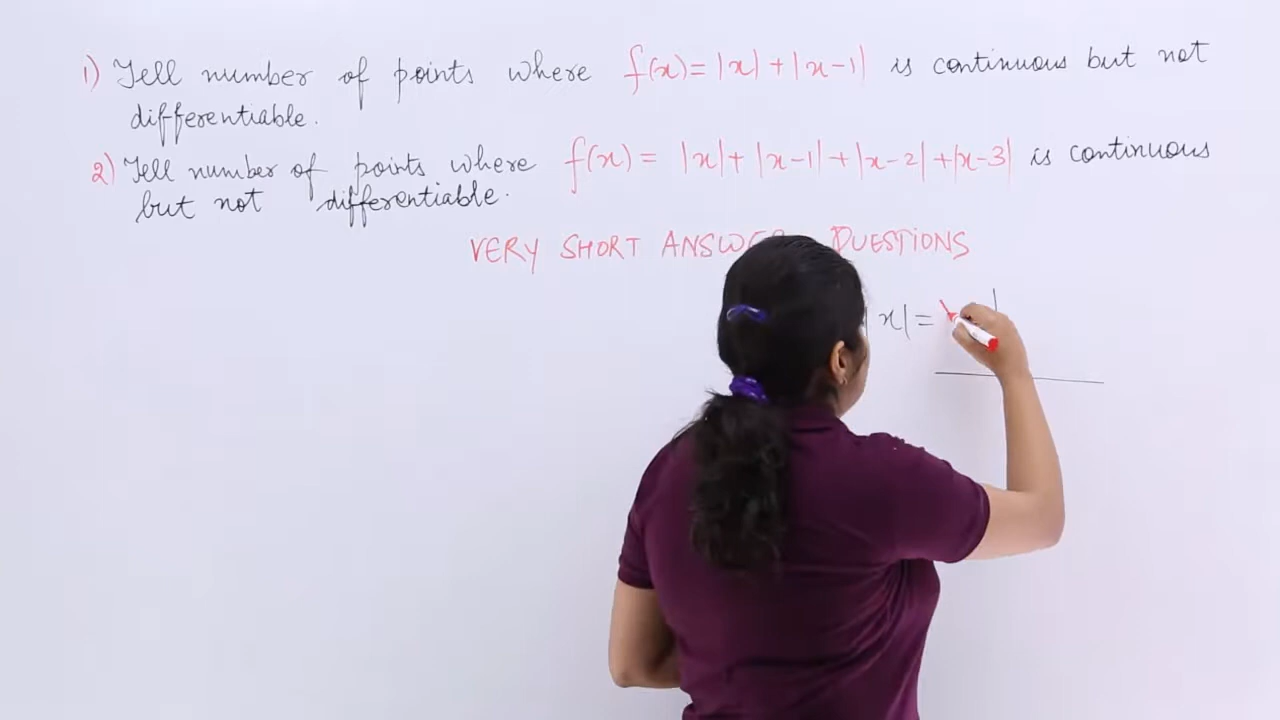 1) Tell number of points where f(x) = |x| + |x-1| is continuous but not
differentiable.
2) Tell number of points where f(x) = |x| + |x-1| + |x-2| + |x-3| is continuous
but not differentiable.
VERY SHORT ANSWER QUESTIONS
|x| =